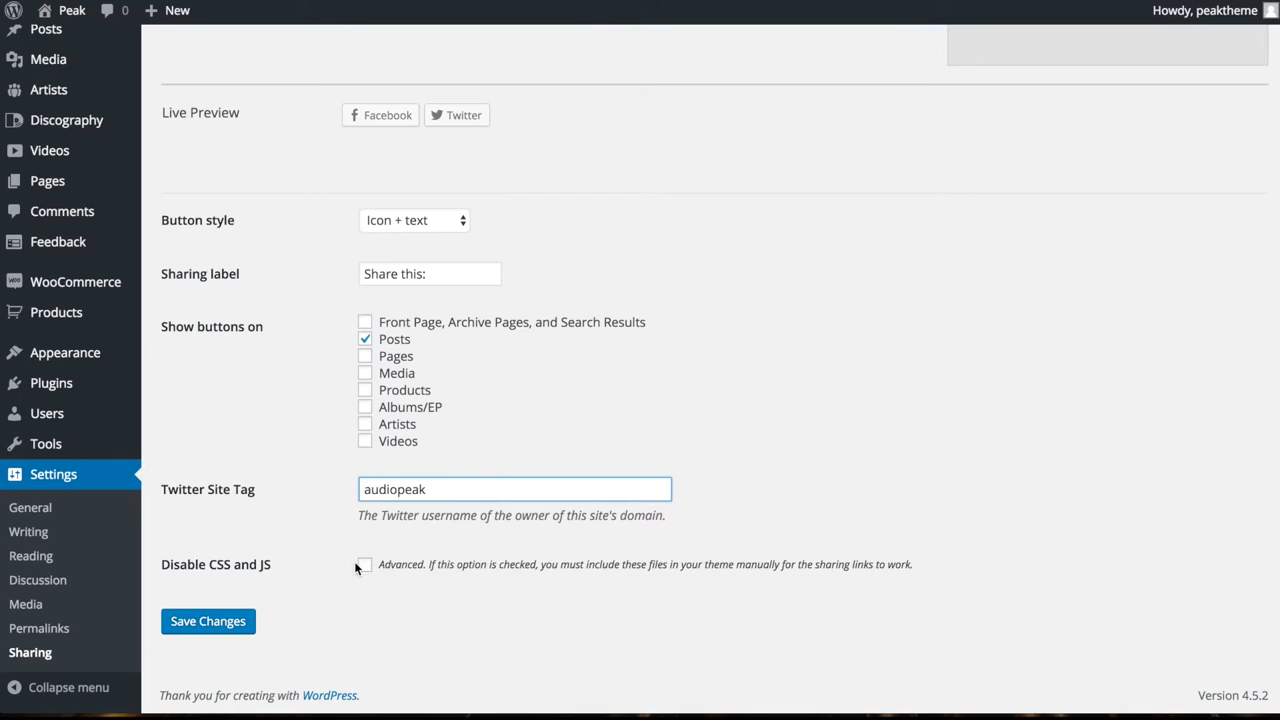 Peak
0
New
Howdy, peaktheme
Posts
Media
Artists
Discography
Videos
Pages
Comments
Feedback
WooCommerce
Products
Appearance
Plugins
Users
Tools
Settings
General
Writing
Reading
Discussion
Media
Permalinks
Sharing
Collapse menu
Live Preview
Facebook
Twitter
Button style
Icon + text
Sharing label
Share this:
Show buttons on
Front Page, Archive Pages, and Search Results
Posts
Pages
Media
Products
Albums/EP
Artists
Videos
Twitter Site Tag
audiopeak
The Twitter username of the owner of this site's domain.
Disable CSS and JS
Advanced. If this option is checked, you must include these files in your theme manually for the sharing links to work.
Save Changes
Thank you for creating with WordPress.
Version 4.5.2